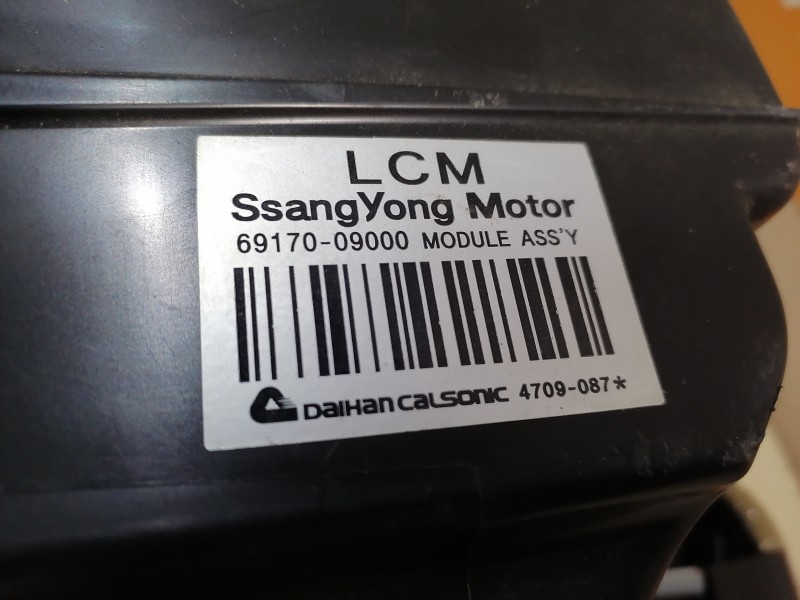 LCM
SsangYong Motor
69170-09000 MODULE ASS'Y
DaiHan CALSONIC 4709-087*